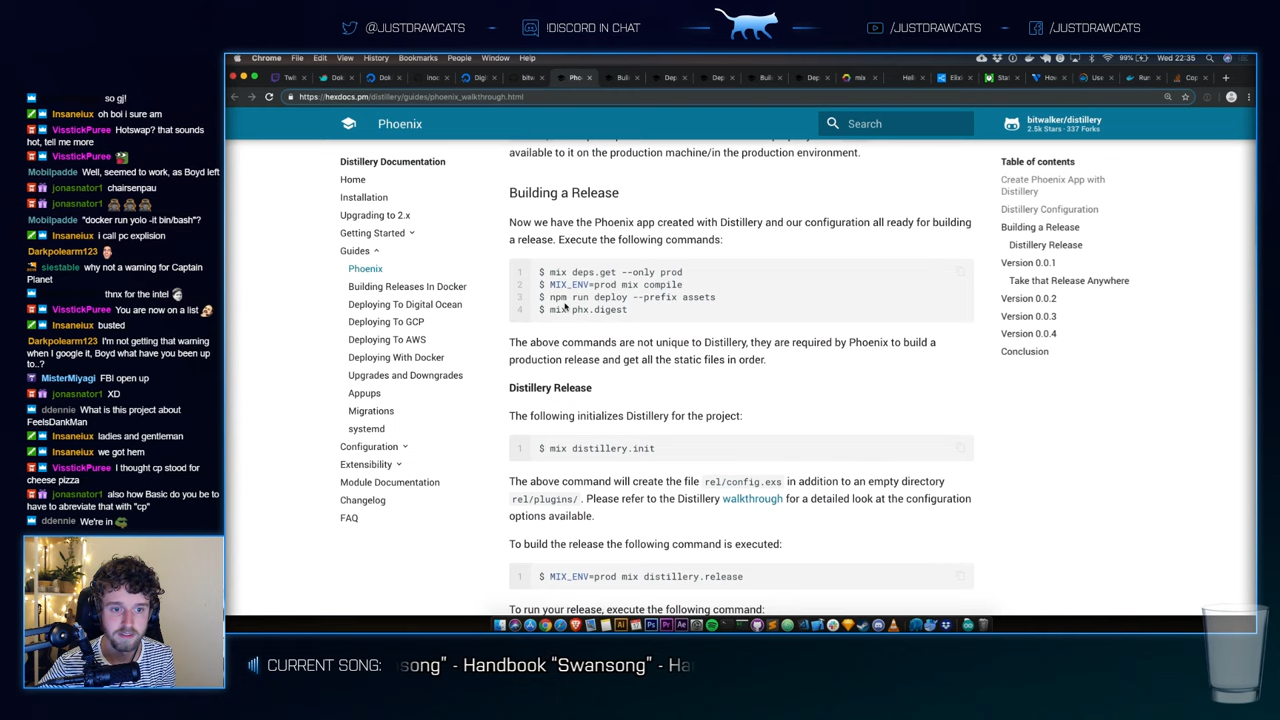 @JUSTDRAWCATS
!DISCORD IN CHAT
/JUSTDRAWCATS
/JUSTDRAWCATS
Chrome File Edit View History Bookmarks People Window Help
99% Wed 22:35
https://hexdocs.pm/distillery/guides/phoenix_walkthrough.html
so gj!
Insaneiux oh boi i sure am
VisstickPuree Hotswap? that sounds
hot, tell me more
VisstickPuree
Mobilpadde Well, seemed to work, as Boyd left
jonasnator1 chairsenpau
jonasnator1
Mobilpadde "docker run yolo -it bin/bash"?
Insaneiux i call pc explision
Darkpolearm123
siestable why not a warning for Captain
Planet
thnx for the intel
VisstickPuree You are now on a list
Insaneiux busted
Darkpolearm123 I'm not getting that warning
when I google it, Boyd what have you been up
to..?
MisterMiyagi FBI open up
jonasnator1 XD
ddennie What is this project about
FeelsDankMan
Insaneiux ladies and gentleman
Insaneiux we got hem
VisstickPuree I thought cp stood for
cheese pizza
jonasnator1 also how Basic do you be to
have to abreviate that with "cp"
ddennie We're in
Phoenix
Search
bitwalker/distillery
2.5k Stars · 337 Forks
Distillery Documentation
Home
Installation
Upgrading to 2.x
Getting Started
Guides
Phoenix
Building Releases In Docker
Deploying To Digital Ocean
Deploying To GCP
Deploying To AWS
Deploying With Docker
Upgrades and Downgrades
Appups
Migrations
systemd
Configuration
Extensibility
Module Documentation
Changelog
FAQ
available to it on the production machine/in the production environment.
Building a Release
Now we have the Phoenix app created with Distillery and our configuration all ready for building
a release. Execute the following commands:
1 $ mix deps.get --only prod
2 $ MIX_ENV=prod mix compile
3 $ npm run deploy --prefix assets
4 $ mix phx.digest
The above commands are not unique to Distillery, they are required by Phoenix to build a
production release and get all the static files in order.
Distillery Release
The following initializes Distillery for the project:
1 $ mix distillery.init
The above command will create the file rel/config.exs in addition to an empty directory
rel/plugins/ . Please refer to the Distillery walkthrough for a detailed look at the configuration
options available.
To build the release the following command is executed:
1 $ MIX_ENV=prod mix distillery.release
To run your release, execute the following command:
Table of contents
Create Phoenix App with
Distillery
Distillery Configuration
Building a Release
Distillery Release
Version 0.0.1
Take that Release Anywhere
Version 0.0.2
Version 0.0.3
Version 0.0.4
Conclusion
CURRENT SONG: song" - Handbook "Swansong" - Ha